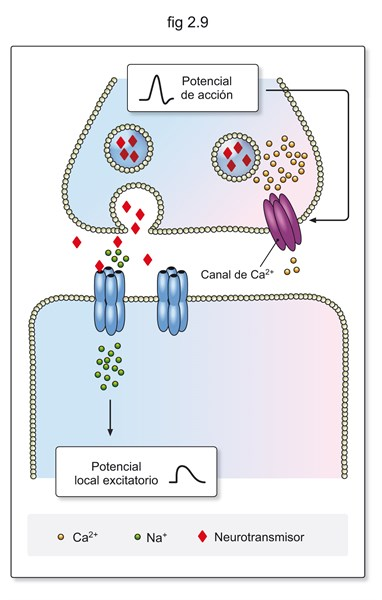 fig 2.9
Potencial
de acción
Canal de Ca²⁺
Potencial
local excitatorio
Ca²⁺
Na⁺
Neurotransmisor